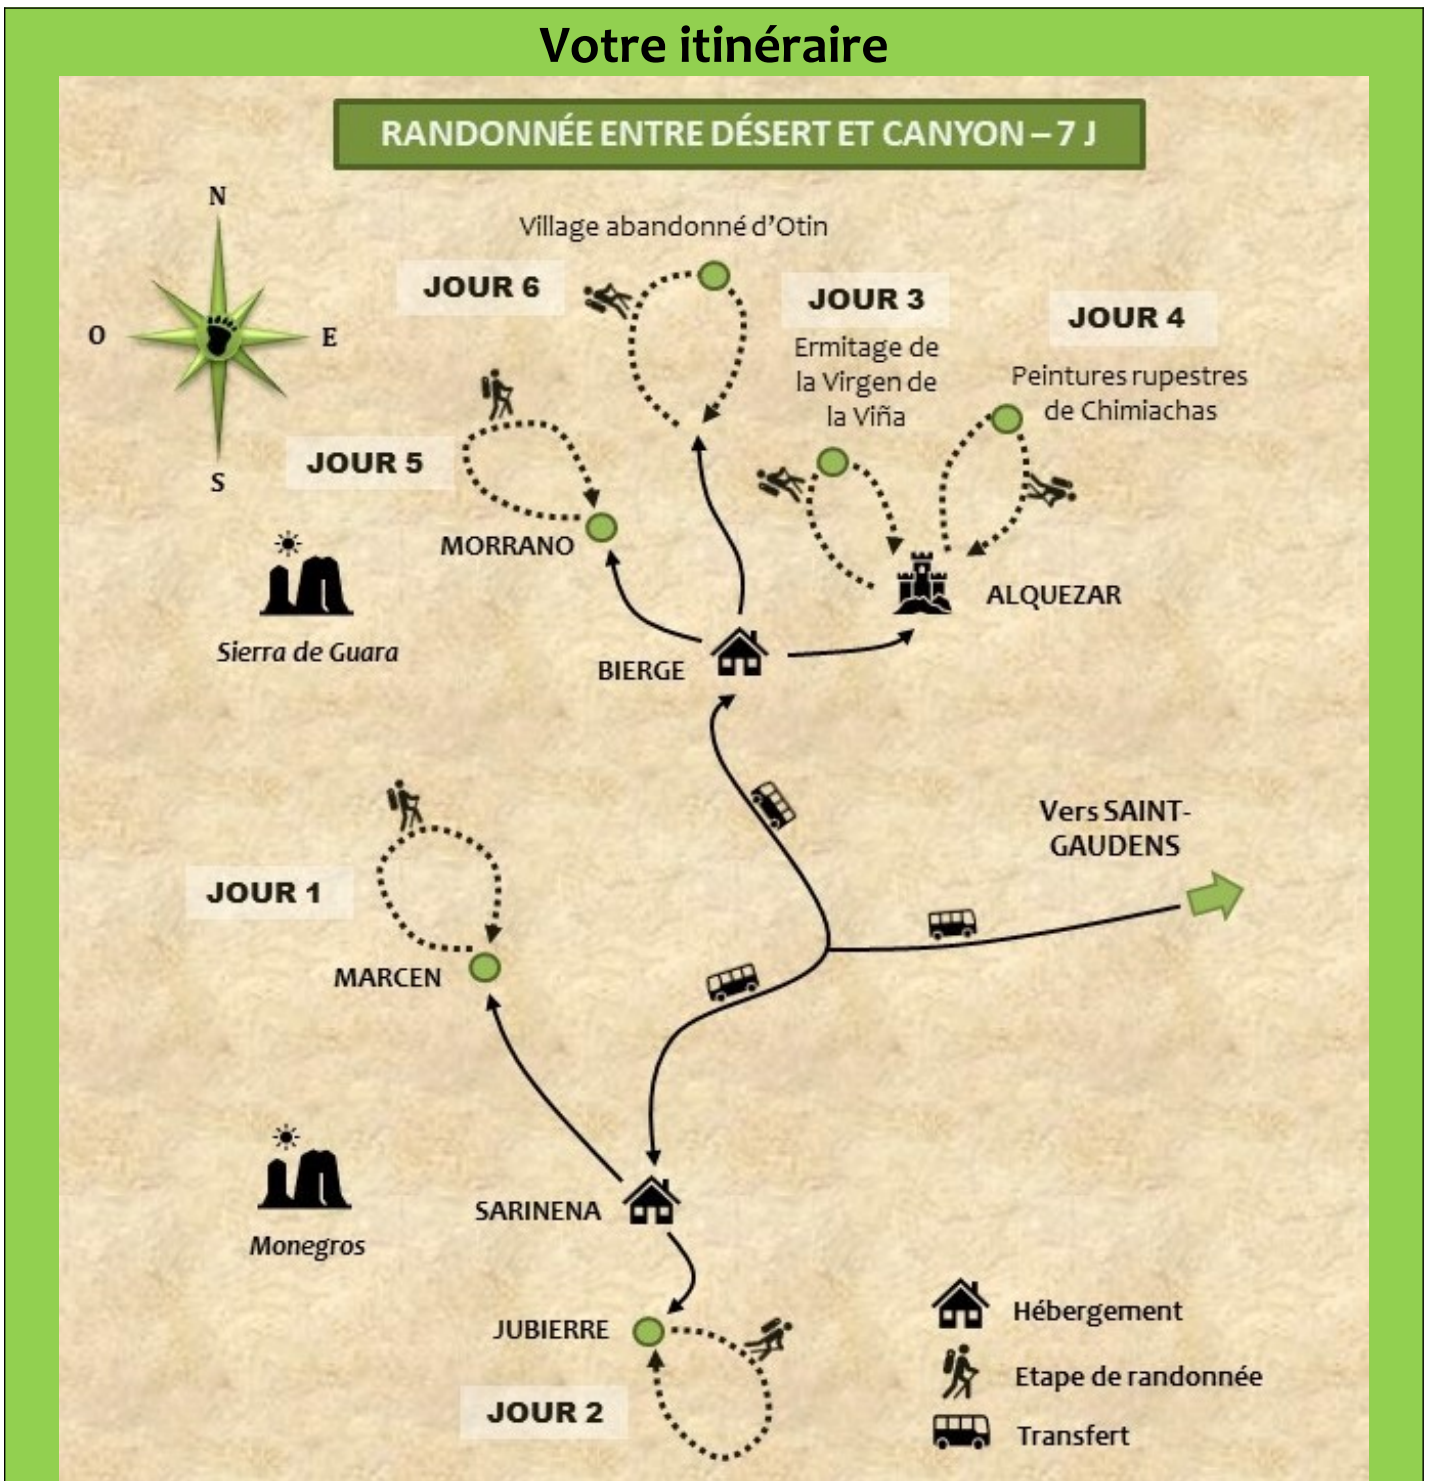 Votre itinéraire
RANDONNÉE ENTRE DÉSERT ET CANYON – 7 J
N
O
E
S
Village abandonné d'Otin
JOUR 6
JOUR 3
Ermitage de
la Virgen de
la Viña
JOUR 4
Peintures rupestres
de Chimiachas
JOUR 5
MORRANO
ALQUEZAR
Sierra de Guara
BIERGE
Vers SAINT-
GAUDENS
JOUR 1
MARCEN
SARINENA
Monegros
JUBIERRE
JOUR 2
Hébergement
Etape de randonnée
Transfert